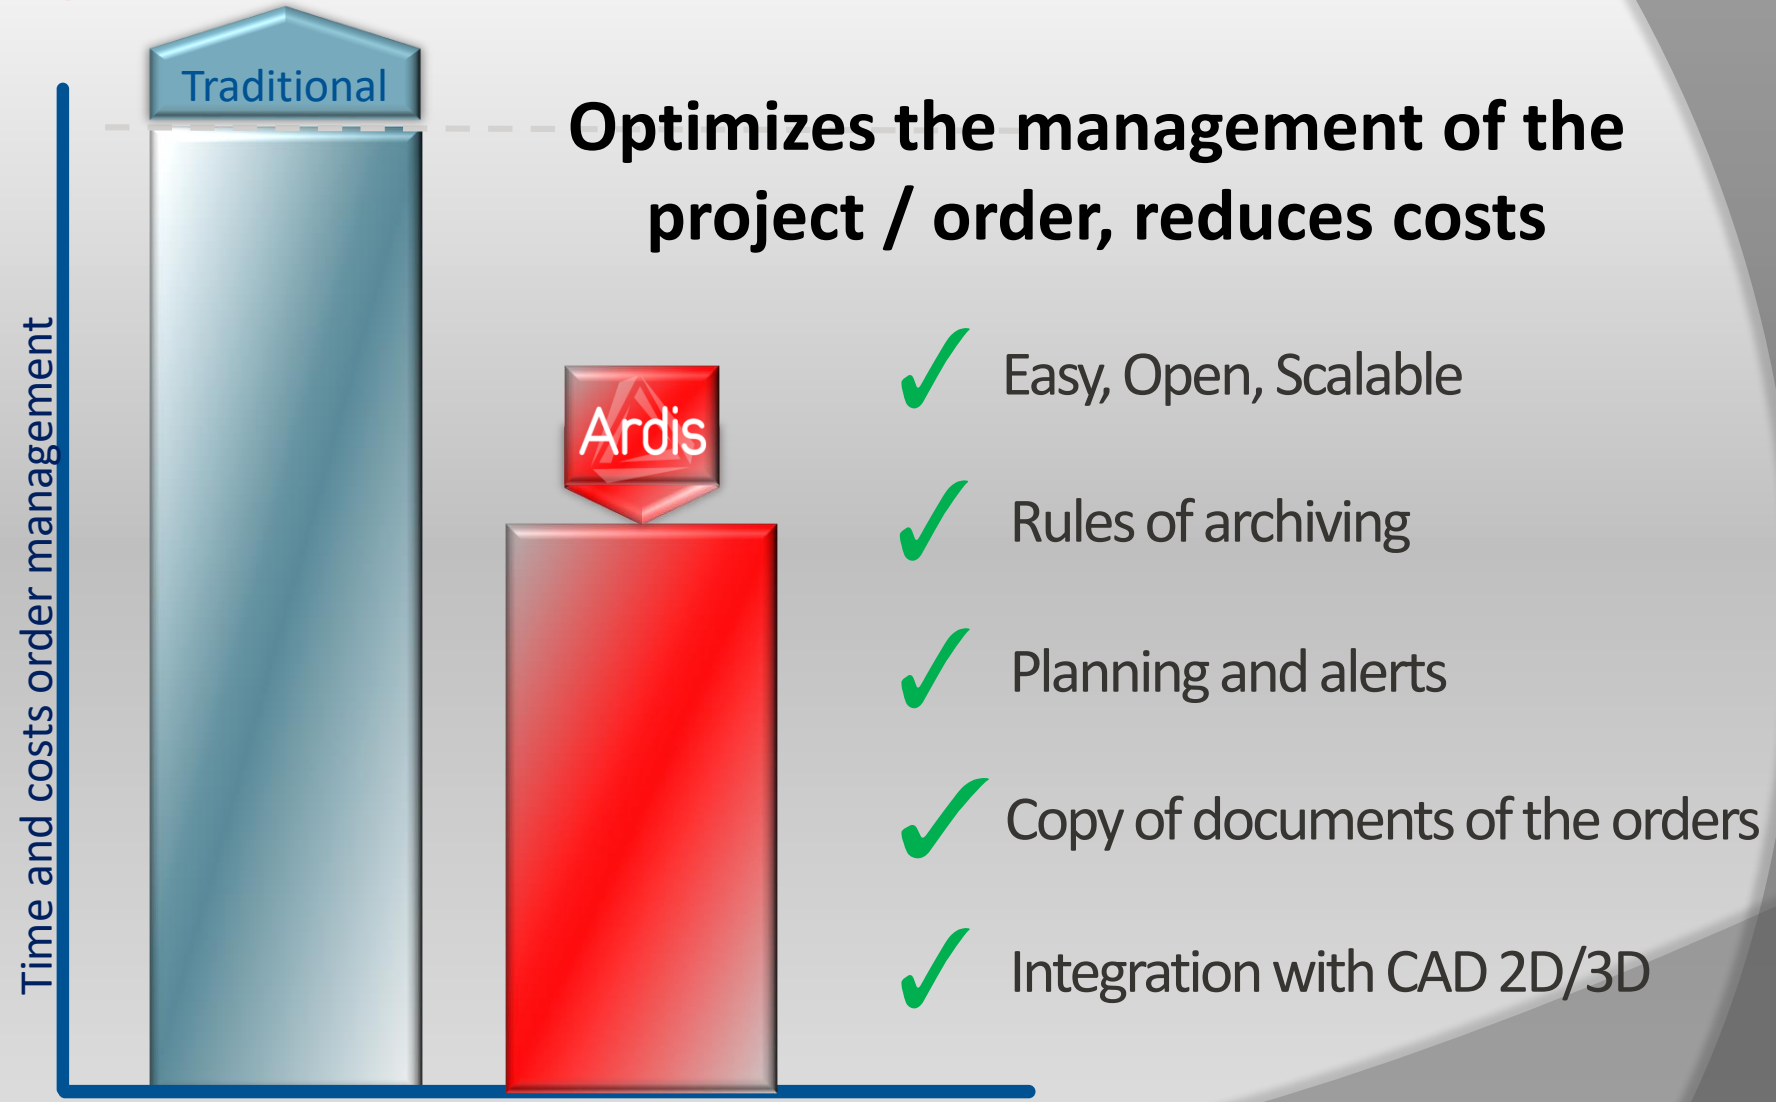 Traditional
Optimizes the management of the
project / order, reduces costs
Time and costs order management
Ardis
Easy, Open, Scalable
Rules of archiving
Planning and alerts
Copy of documents of the orders
Integration with CAD 2D/3D